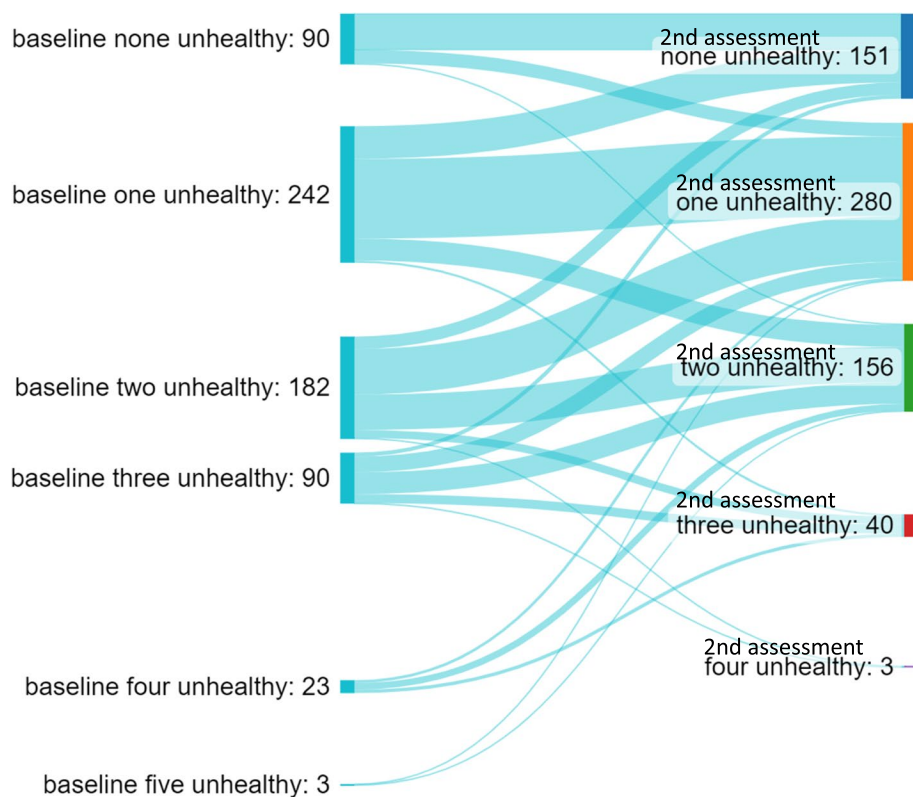 baseline none unhealthy: 90
2nd assessment
none unhealthy: 151
baseline one unhealthy: 242
2nd assessment
one unhealthy: 280
baseline two unhealthy: 182
2nd assessment
two unhealthy: 156
baseline three unhealthy: 90
2nd assessment
three unhealthy: 40
baseline four unhealthy: 23
2nd assessment
four unhealthy: 3
baseline five unhealthy: 3